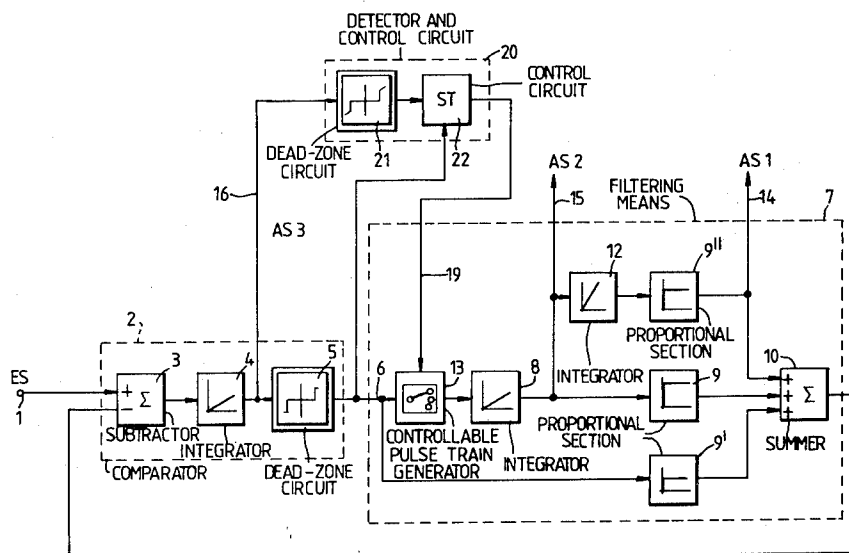 DETECTOR AND
CONTROL CIRCUIT
20
CONTROL
CIRCUIT
ST
DEAD-ZONE
CIRCUIT
21
22
16
AS 3
AS 2
AS 1
15
FILTERING
MEANS
14
7
19
12
9II
INTEGRATOR
PROPORTIONAL
SECTION
2
3
4
5
6
13
8
9
10
ES
1
+
−
Σ
SUBTRACTOR
INTEGRATOR
COMPARATOR
DEAD-ZONE
CIRCUIT
CONTROLLABLE
PULSE TRAIN
GENERATOR
INTEGRATOR
PROPORTIONAL
SECTION
9I
+
+
+
Σ
SUMMER